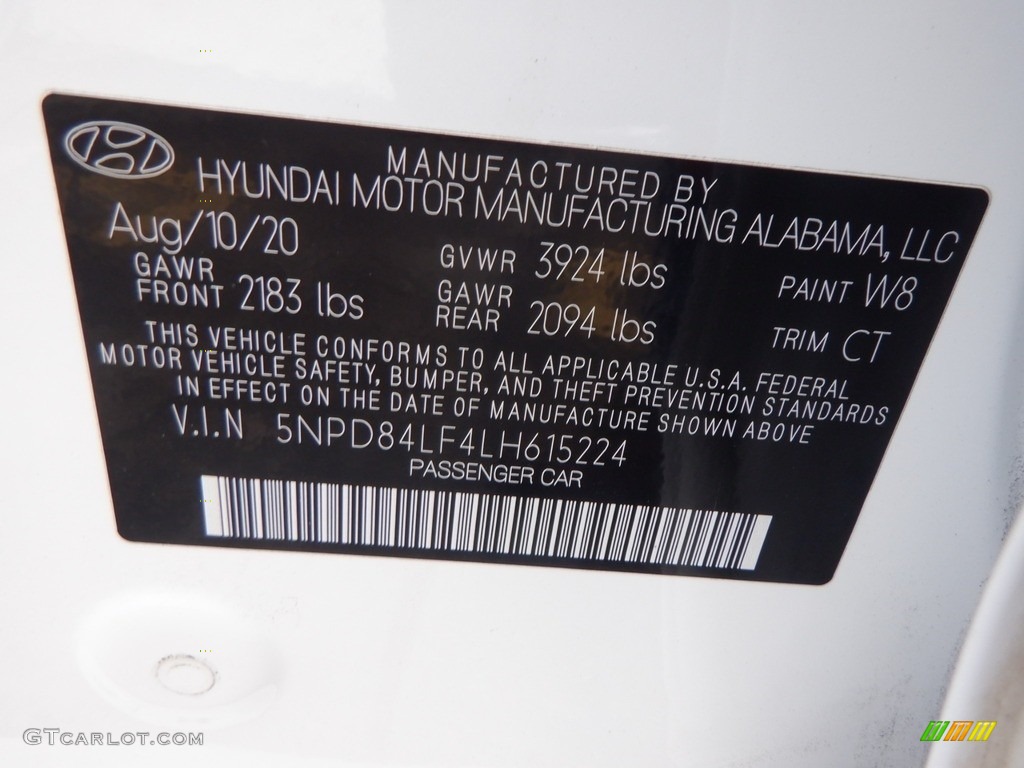 MANUFACTURED BY
HYUNDAI MOTOR MANUFACTURING ALABAMA, LLC
Aug/10/20
GVWR 3924 lbs
PAINT W8
GAWR FRONT 2183 lbs
GAWR REAR 2094 lbs
TRIM CT
THIS VEHICLE CONFORMS TO ALL APPLICABLE U.S.A. FEDERAL
MOTOR VEHICLE SAFETY, BUMPER, AND THEFT PREVENTION STANDARDS
IN EFFECT ON THE DATE OF MANUFACTURE SHOWN ABOVE
V.I.N 5NPD84LF4LH615224
PASSENGER CAR
GTCARLOT.COM